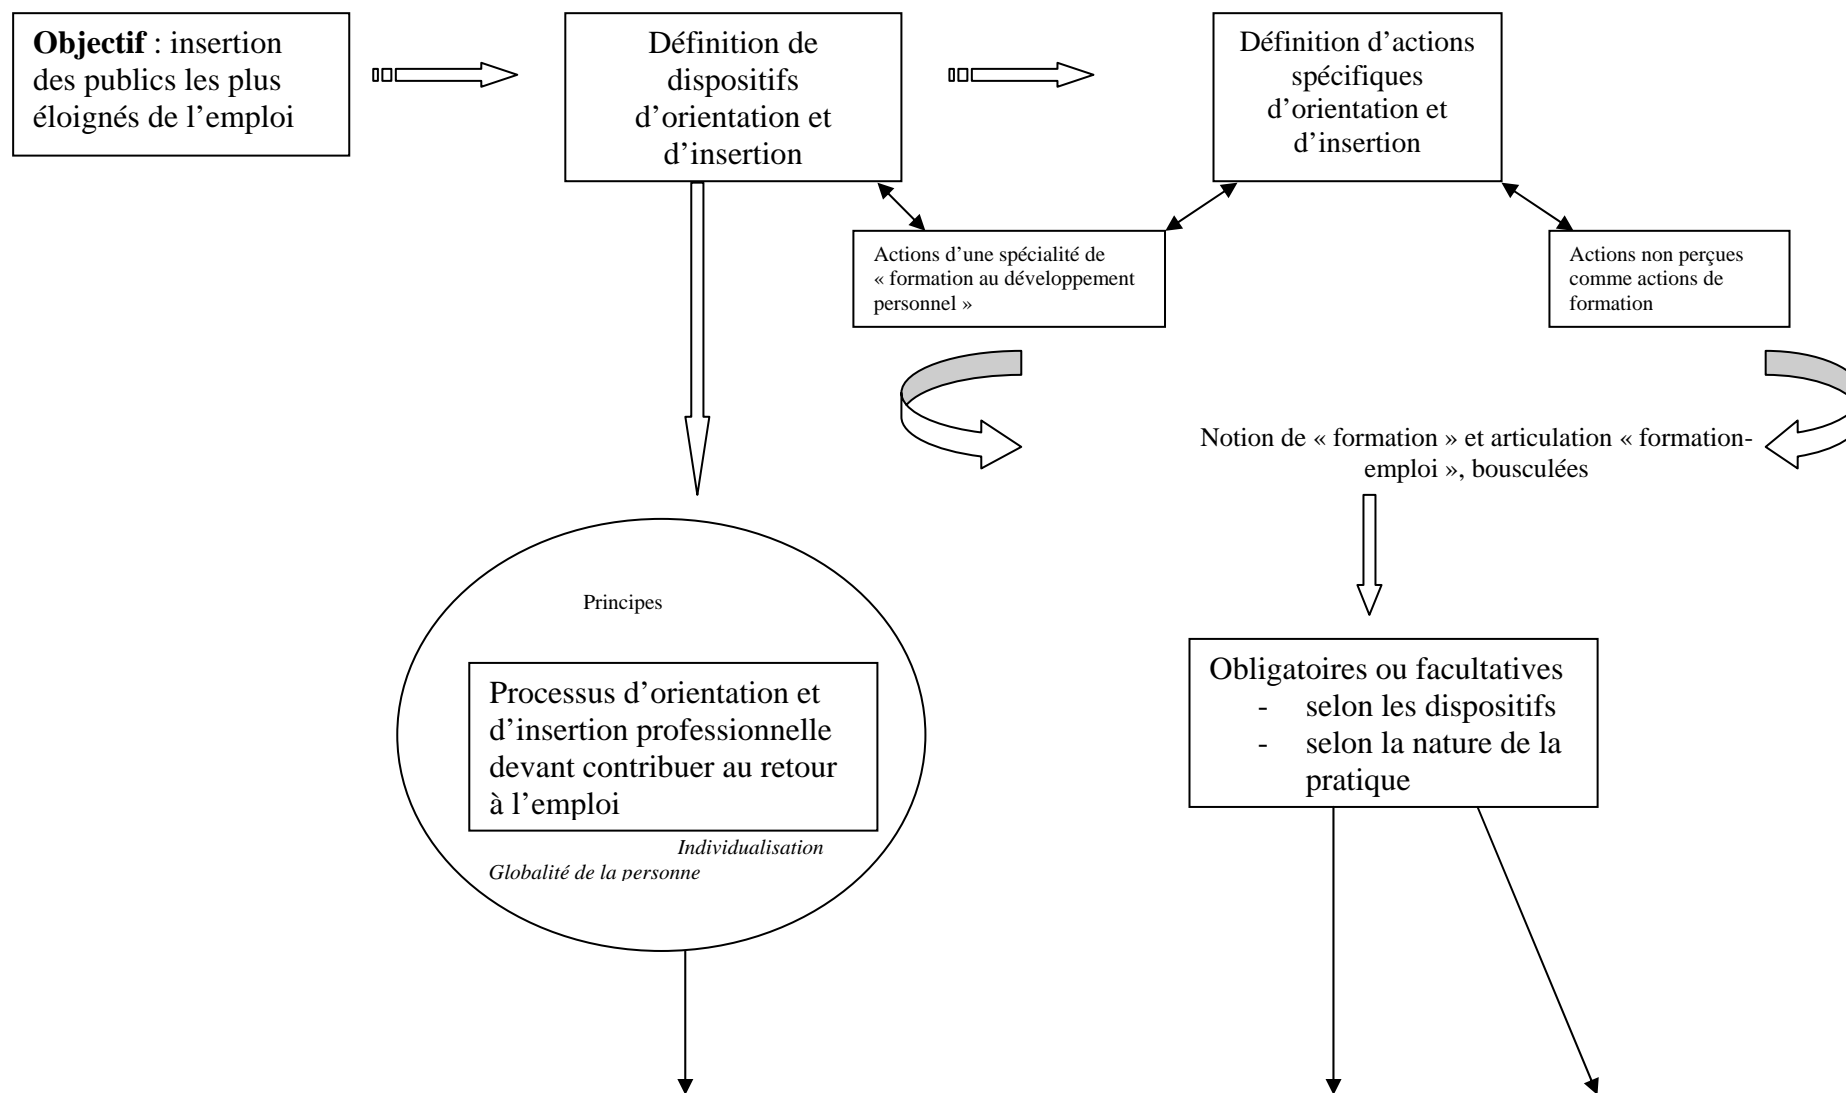 Objectif : insertion
des publics les plus
éloignés de l’emploi
Définition de
dispositifs
d’orientation et
d’insertion
Définition d’actions
spécifiques
d’orientation et
d’insertion
Actions d’une spécialité de
« formation au développement
personnel »
Actions non perçues
comme actions de
formation
Notion de « formation » et articulation « formation-
emploi », bousculées
Principes
Processus d’orientation et
d’insertion professionnelle
devant contribuer au retour
à l’emploi
Individualisation
Globalité de la personne
Obligatoires ou facultatives
- selon les dispositifs
- selon la nature de la
pratique